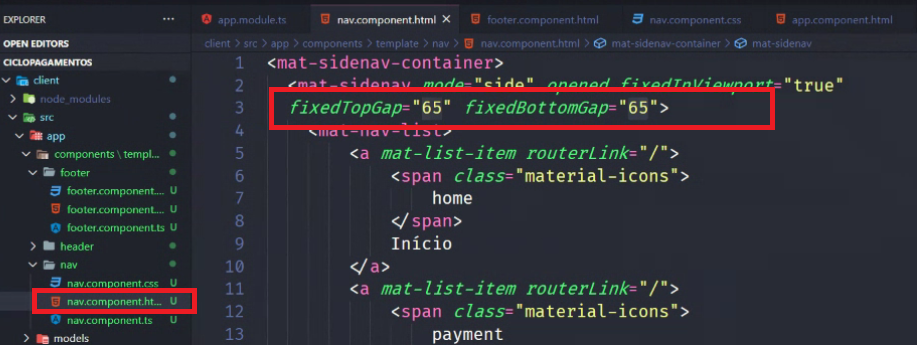 EXPLORER ...
app.module.ts nav.component.html × footer.component.html nav.component.css app.component.html
OPEN EDITORS
client > src > app > components > template > nav > nav.component.html > mat-sidenav-container > mat-sidenav
CICLOPAGAMENTOS
client
node_modules
src
app
components \ templ...
footer
footer.component.... U
footer.component.... U
footer.component.ts U
header
nav
nav.component.css U
nav.component.ht... U
nav.component.ts U
models
1 <mat-sidenav-container>
2 <mat-sidenav mode="side" opened fixedInViewport="true"
3 fixedTopGap="65" fixedBottomGap="65">
4 <mat-nav-list>
5 <a mat-list-item routerLink="/">
6 <span class="material-icons">
7 home
8 </span>
9 Início
10 </a>
11 <a mat-list-item routerLink="/">
12 <span class="material-icons">
13 payment